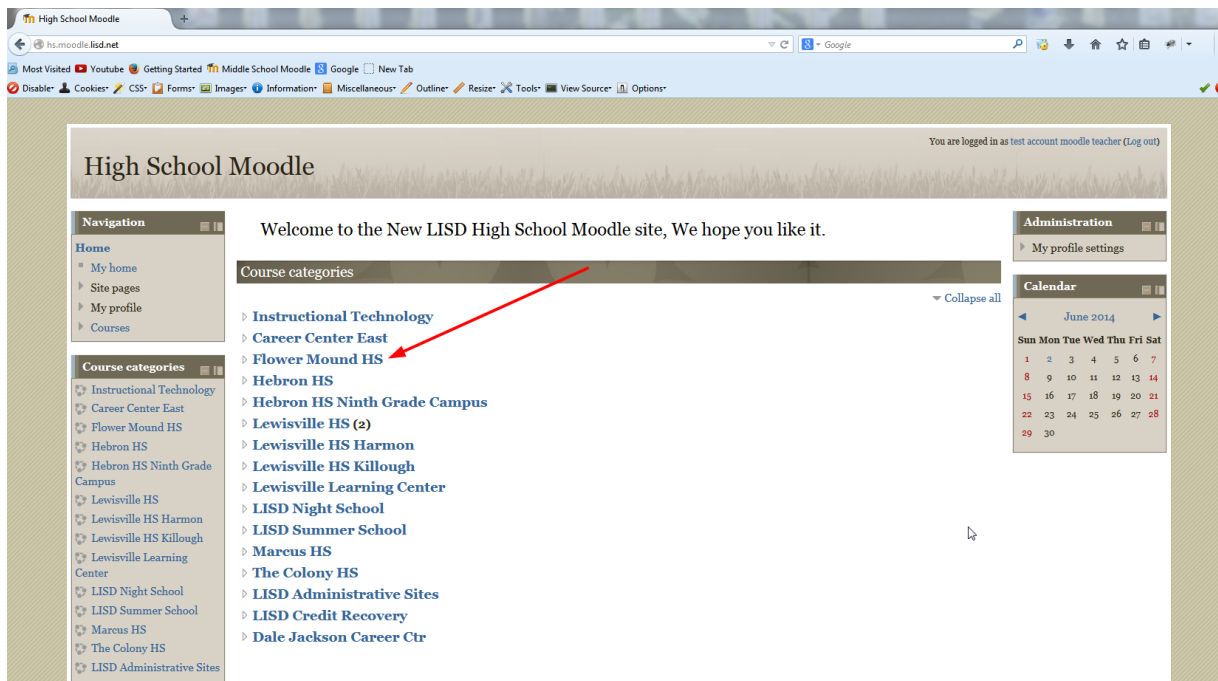 High School Moodle
+
hs.moodle.lisd.net
Google
Most Visited Youtube Getting Started Middle School Moodle Google New Tab
Disable Cookies CSS Forms Images Information Miscellaneous Outline Resize Tools View Source Options
You are logged in as test account moodle teacher (Log out)
High School Moodle
Navigation
Home
My home
Site pages
My profile
Courses
Course categories
Instructional Technology
Career Center East
Flower Mound HS
Hebron HS
Hebron HS Ninth Grade
Campus
Lewisville HS
Lewisville HS Harmon
Lewisville HS Killough
Lewisville Learning
Center
LISD Night School
LISD Summer School
Marcus HS
The Colony HS
LISD Administrative Sites
Welcome to the New LISD High School Moodle site, We hope you like it.
Course categories
Collapse all
Instructional Technology
Career Center East
Flower Mound HS
Hebron HS
Hebron HS Ninth Grade Campus
Lewisville HS (2)
Lewisville HS Harmon
Lewisville HS Killough
Lewisville Learning Center
LISD Night School
LISD Summer School
Marcus HS
The Colony HS
LISD Administrative Sites
LISD Credit Recovery
Dale Jackson Career Ctr
Administration
My profile settings
Calendar
June 2014
Sun Mon Tue Wed Thu Fri Sat
1 2 3 4 5 6 7
8 9 10 11 12 13 14
15 16 17 18 19 20 21
22 23 24 25 26 27 28
29 30